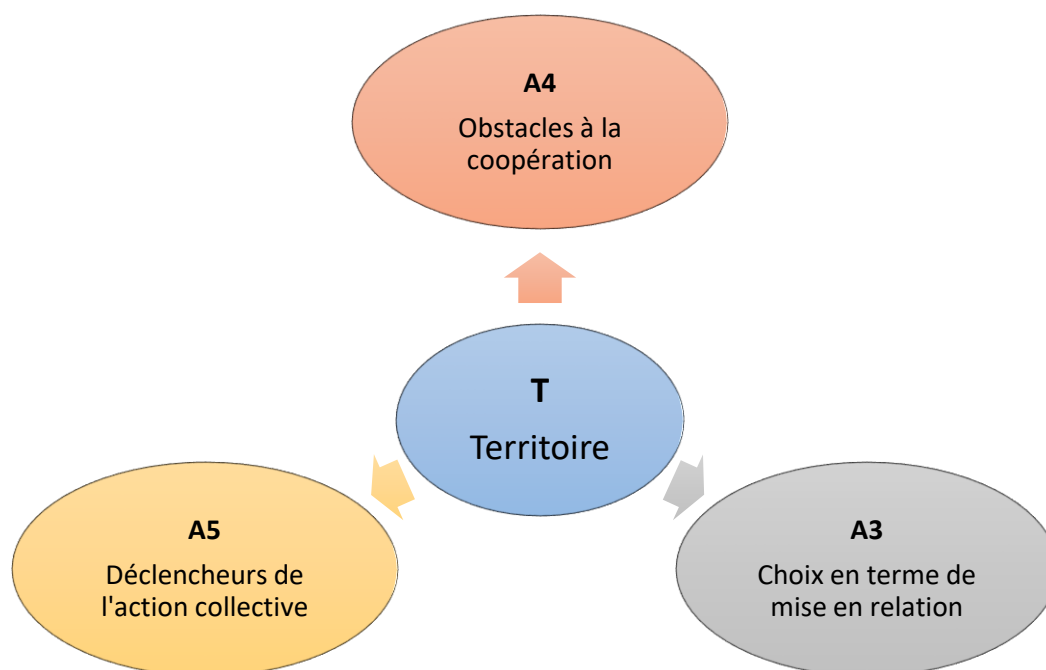 A4
Obstacles à la
coopération
T
Territoire
A5
Déclencheurs de
l'action collective
A3
Choix en terme de
mise en relation